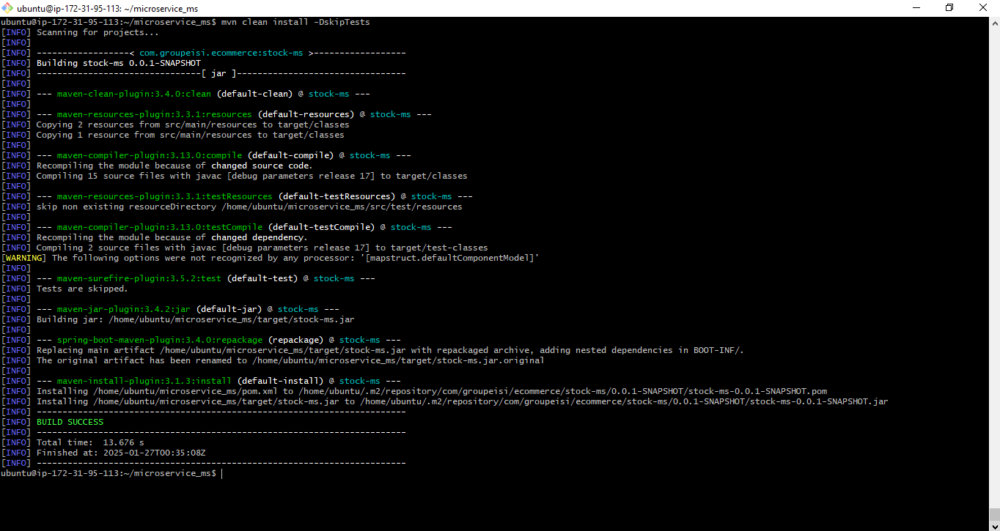 ubuntu@ip-172-31-95-113: ~/microservice_ms
ubuntu@ip-172-31-95-113:~/microservice_ms$ mvn clean install -DskipTests
[INFO] Scanning for projects...
[INFO]
[INFO] ------------------< com.groupeisi.ecommerce:stock-ms >------------------
[INFO] Building stock-ms 0.0.1-SNAPSHOT
[INFO] --------------------------------[ jar ]---------------------------------
[INFO]
[INFO] --- maven-clean-plugin:3.4.0:clean (default-clean) @ stock-ms ---
[INFO]
[INFO] --- maven-resources-plugin:3.3.1:resources (default-resources) @ stock-ms ---
[INFO] Copying 2 resources from src/main/resources to target/classes
[INFO] Copying 1 resource from src/main/resources to target/classes
[INFO]
[INFO] --- maven-compiler-plugin:3.13.0:compile (default-compile) @ stock-ms ---
[INFO] Recompiling the module because of changed source code.
[INFO] Compiling 15 source files with javac [debug parameters release 17] to target/classes
[INFO]
[INFO] --- maven-resources-plugin:3.3.1:testResources (default-testResources) @ stock-ms ---
[INFO] skip non existing resourceDirectory /home/ubuntu/microservice_ms/src/test/resources
[INFO]
[INFO] --- maven-compiler-plugin:3.13.0:testCompile (default-testCompile) @ stock-ms ---
[INFO] Recompiling the module because of changed dependency.
[INFO] Compiling 2 source files with javac [debug parameters release 17] to target/test-classes
[WARNING] The following options were not recognized by any processor: '[mapstruct.defaultComponentModel]'
[INFO]
[INFO] --- maven-surefire-plugin:3.5.2:test (default-test) @ stock-ms ---
[INFO] Tests are skipped.
[INFO]
[INFO] --- maven-jar-plugin:3.4.2:jar (default-jar) @ stock-ms ---
[INFO] Building jar: /home/ubuntu/microservice_ms/target/stock-ms.jar
[INFO]
[INFO] --- spring-boot-maven-plugin:3.4.0:repackage (repackage) @ stock-ms ---
[INFO] Replacing main artifact /home/ubuntu/microservice_ms/target/stock-ms.jar with repackaged archive, adding nested dependencies in BOOT-INF/.
[INFO] The original artifact has been renamed to /home/ubuntu/microservice_ms/target/stock-ms.jar.original
[INFO]
[INFO] --- maven-install-plugin:3.1.3:install (default-install) @ stock-ms ---
[INFO] Installing /home/ubuntu/microservice_ms/pom.xml to /home/ubuntu/.m2/repository/com/groupeisi/ecommerce/stock-ms/0.0.1-SNAPSHOT/stock-ms-0.0.1-SNAPSHOT.pom
[INFO] Installing /home/ubuntu/microservice_ms/target/stock-ms.jar to /home/ubuntu/.m2/repository/com/groupeisi/ecommerce/stock-ms/0.0.1-SNAPSHOT/stock-ms-0.0.1-SNAPSHOT.jar
[INFO] ------------------------------------------------------------------------
[INFO] BUILD SUCCESS
[INFO] ------------------------------------------------------------------------
[INFO] Total time:  13.676 s
[INFO] Finished at: 2025-01-27T00:35:08Z
[INFO] ------------------------------------------------------------------------
ubuntu@ip-172-31-95-113:~/microservice_ms$